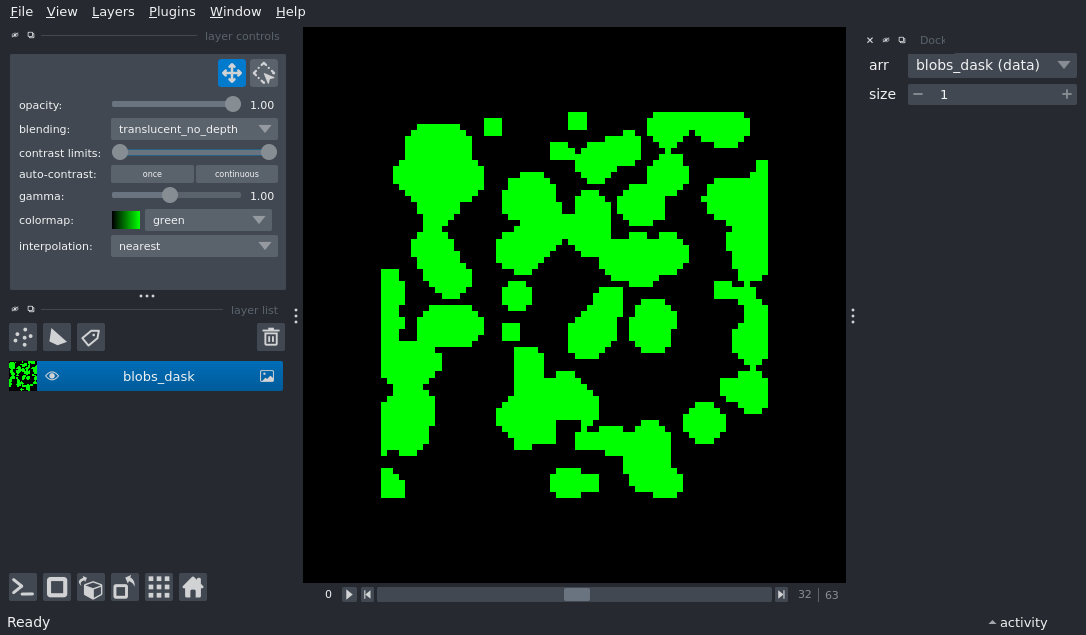 File View Layers Plugins Window Help
layer controls
opacity: 1.00
blending: translucent_no_depth
contrast limits:
auto-contrast: once continuous
gamma: 1.00
colormap: green
interpolation: nearest
layer list
blobs_dask
Dock
arr blobs_dask (data)
size 1
0 32 63
Ready activity